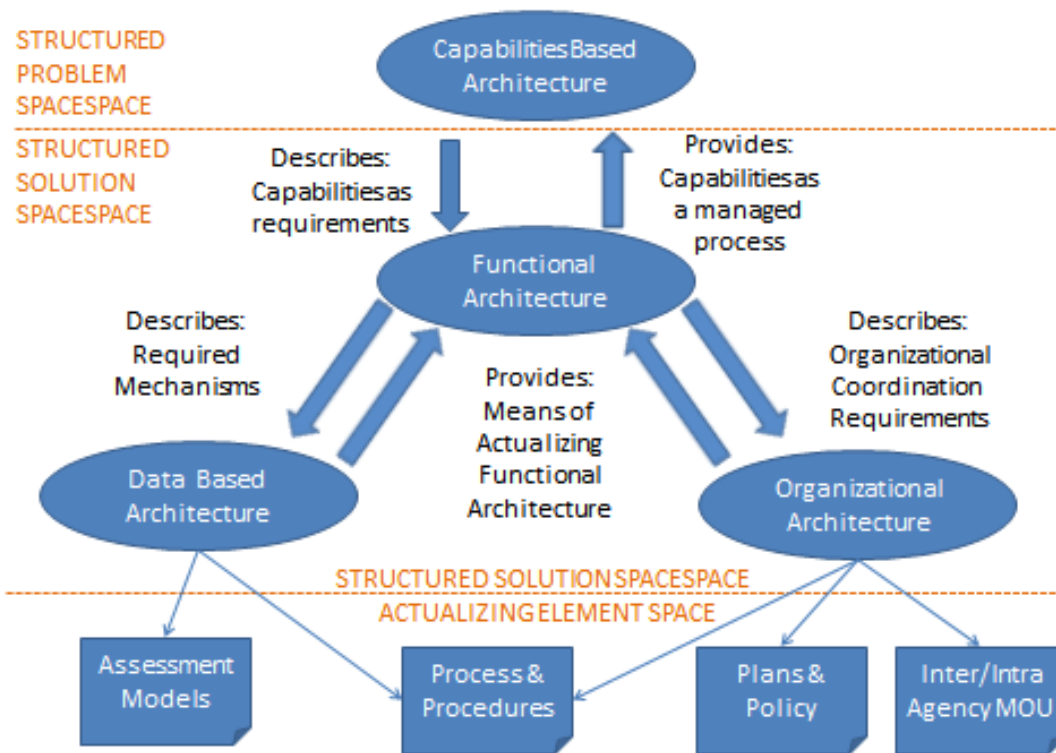 STRUCTURED
PROBLEM
SPACESPACE
CapabilitiesBased
Architecture
STRUCTURED
SOLUTION
SPACESPACE
Describes:
Capabilitiesas
requirements
Provides:
Capabilitiesas
a managed
process
Functional
Architecture
Describes:
Required
Mechanisms
Provides:
Means of
Actualizing
Functional
Architecture
Describes:
Organizational
Coordination
Requirements
Data Based
Architecture
Organizational
Architecture
STRUCTURED SOLUTION SPACESPACE
ACTUALIZING ELEMENT SPACE
Assessment
Models
Process &
Procedures
Plans &
Policy
Inter/Intra
Agency MOU